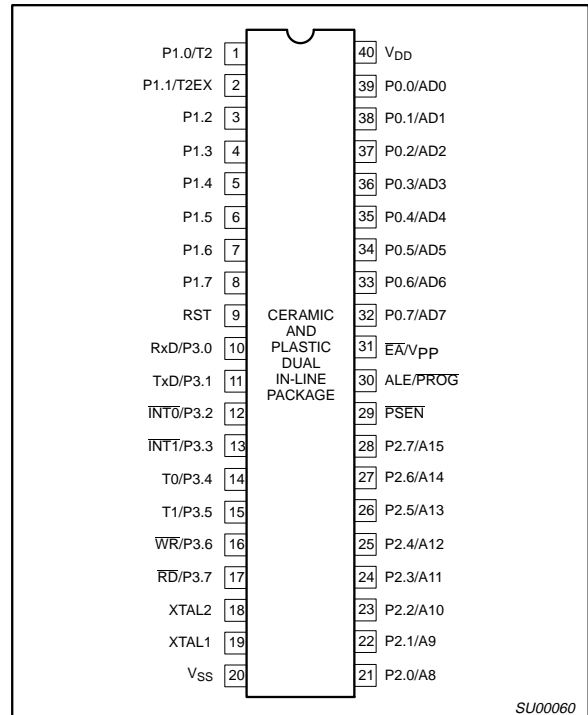 P1.0/T2 1
P1.1/T2EX 2
P1.2 3
P1.3 4
P1.4 5
P1.5 6
P1.6 7
P1.7 8
RST 9
RxD/P3.0 10
TxD/P3.1 11
INT0/P3.2 12
INT1/P3.3 13
T0/P3.4 14
T1/P3.5 15
WR/P3.6 16
RD/P3.7 17
XTAL2 18
XTAL1 19
VSS 20
CERAMIC
AND
PLASTIC
DUAL
IN-LINE
PACKAGE
40 VDD
39 P0.0/AD0
38 P0.1/AD1
37 P0.2/AD2
36 P0.3/AD3
35 P0.4/AD4
34 P0.5/AD5
33 P0.6/AD6
32 P0.7/AD7
31 EA/VPP
30 ALE/PROG
29 PSEN
28 P2.7/A15
27 P2.6/A14
26 P2.5/A13
25 P2.4/A12
24 P2.3/A11
23 P2.2/A10
22 P2.1/A9
21 P2.0/A8
SU00060